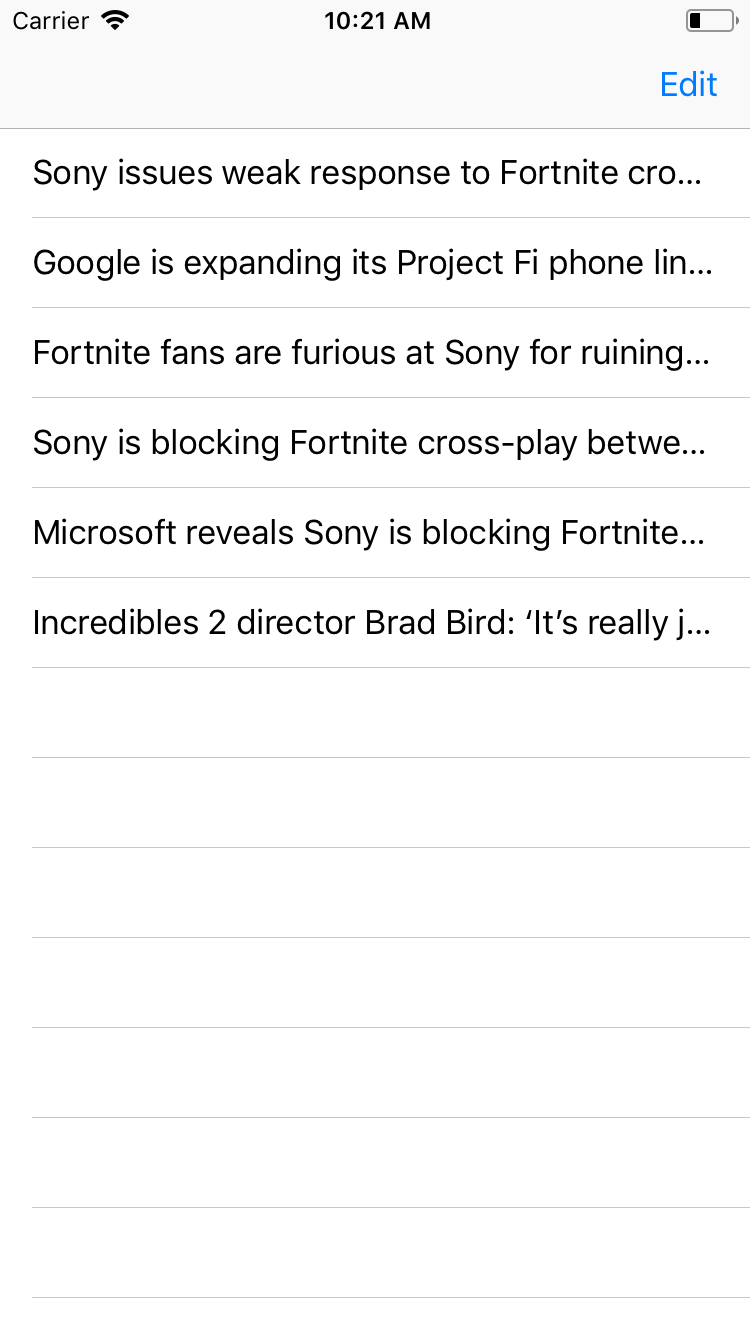 Carrier 10:21 AM
Edit
Sony issues weak response to Fortnite cro...
Google is expanding its Project Fi phone lin...
Fortnite fans are furious at Sony for ruining...
Sony is blocking Fortnite cross-play betwe...
Microsoft reveals Sony is blocking Fortnite...
Incredibles 2 director Brad Bird: ‘It’s really j...